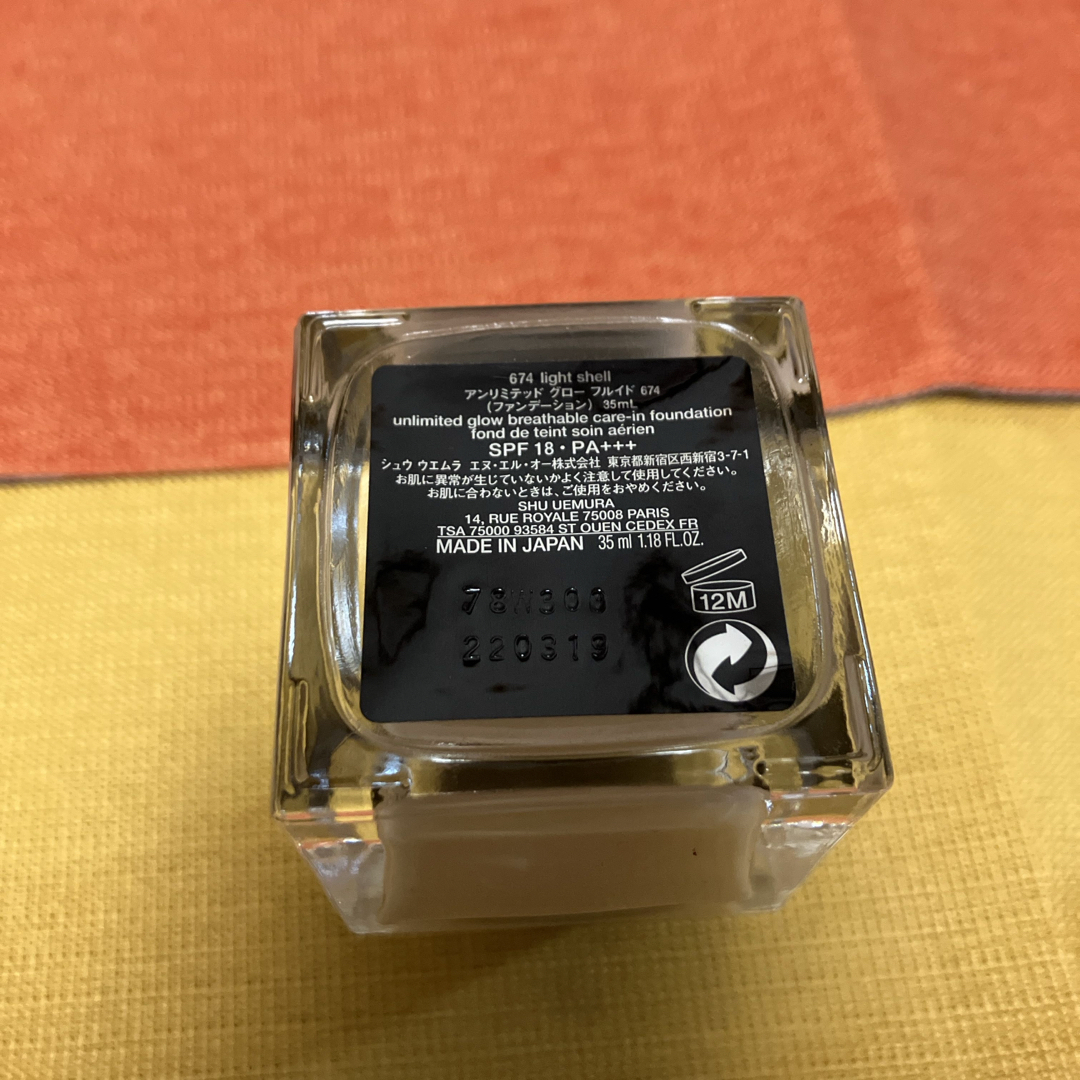 674 light shell
アンリミテッド グロー フルイド 674
(ファンデーション) 35mL
unlimited glow breathable care-in foundation
fond de teint soin aérien
SPF 18・PA+++
シュウ ウエムラ エヌ・エル・オー株式会社 東京都新宿区西新宿3-7-1
お肌に異常が生じていないかよく注意して使用してください。
お肌に合わないときは、ご使用をおやめください。
SHU UEMURA
14, RUE ROYALE 75008 PARIS
TSA 75000 93584 ST OUEN CEDEX FR
MADE IN JAPAN 35 ml 1.18 FL.OZ.
12M
78W303
220319